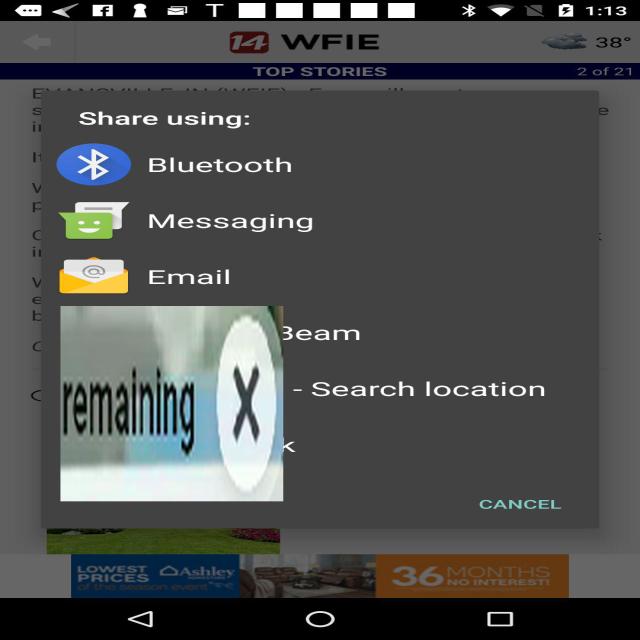 1:13
14 WFIE
38°
TOP STORIES
2 of 21
EVANSVILLE, IN (WFIE) -
Share using:
Bluetooth
Messaging
@
Email
Beam
- Search location
k
remaining X
CANCEL
LOWEST
PRICES
of the season event
Ashley
36 MONTHS
NO INTEREST!